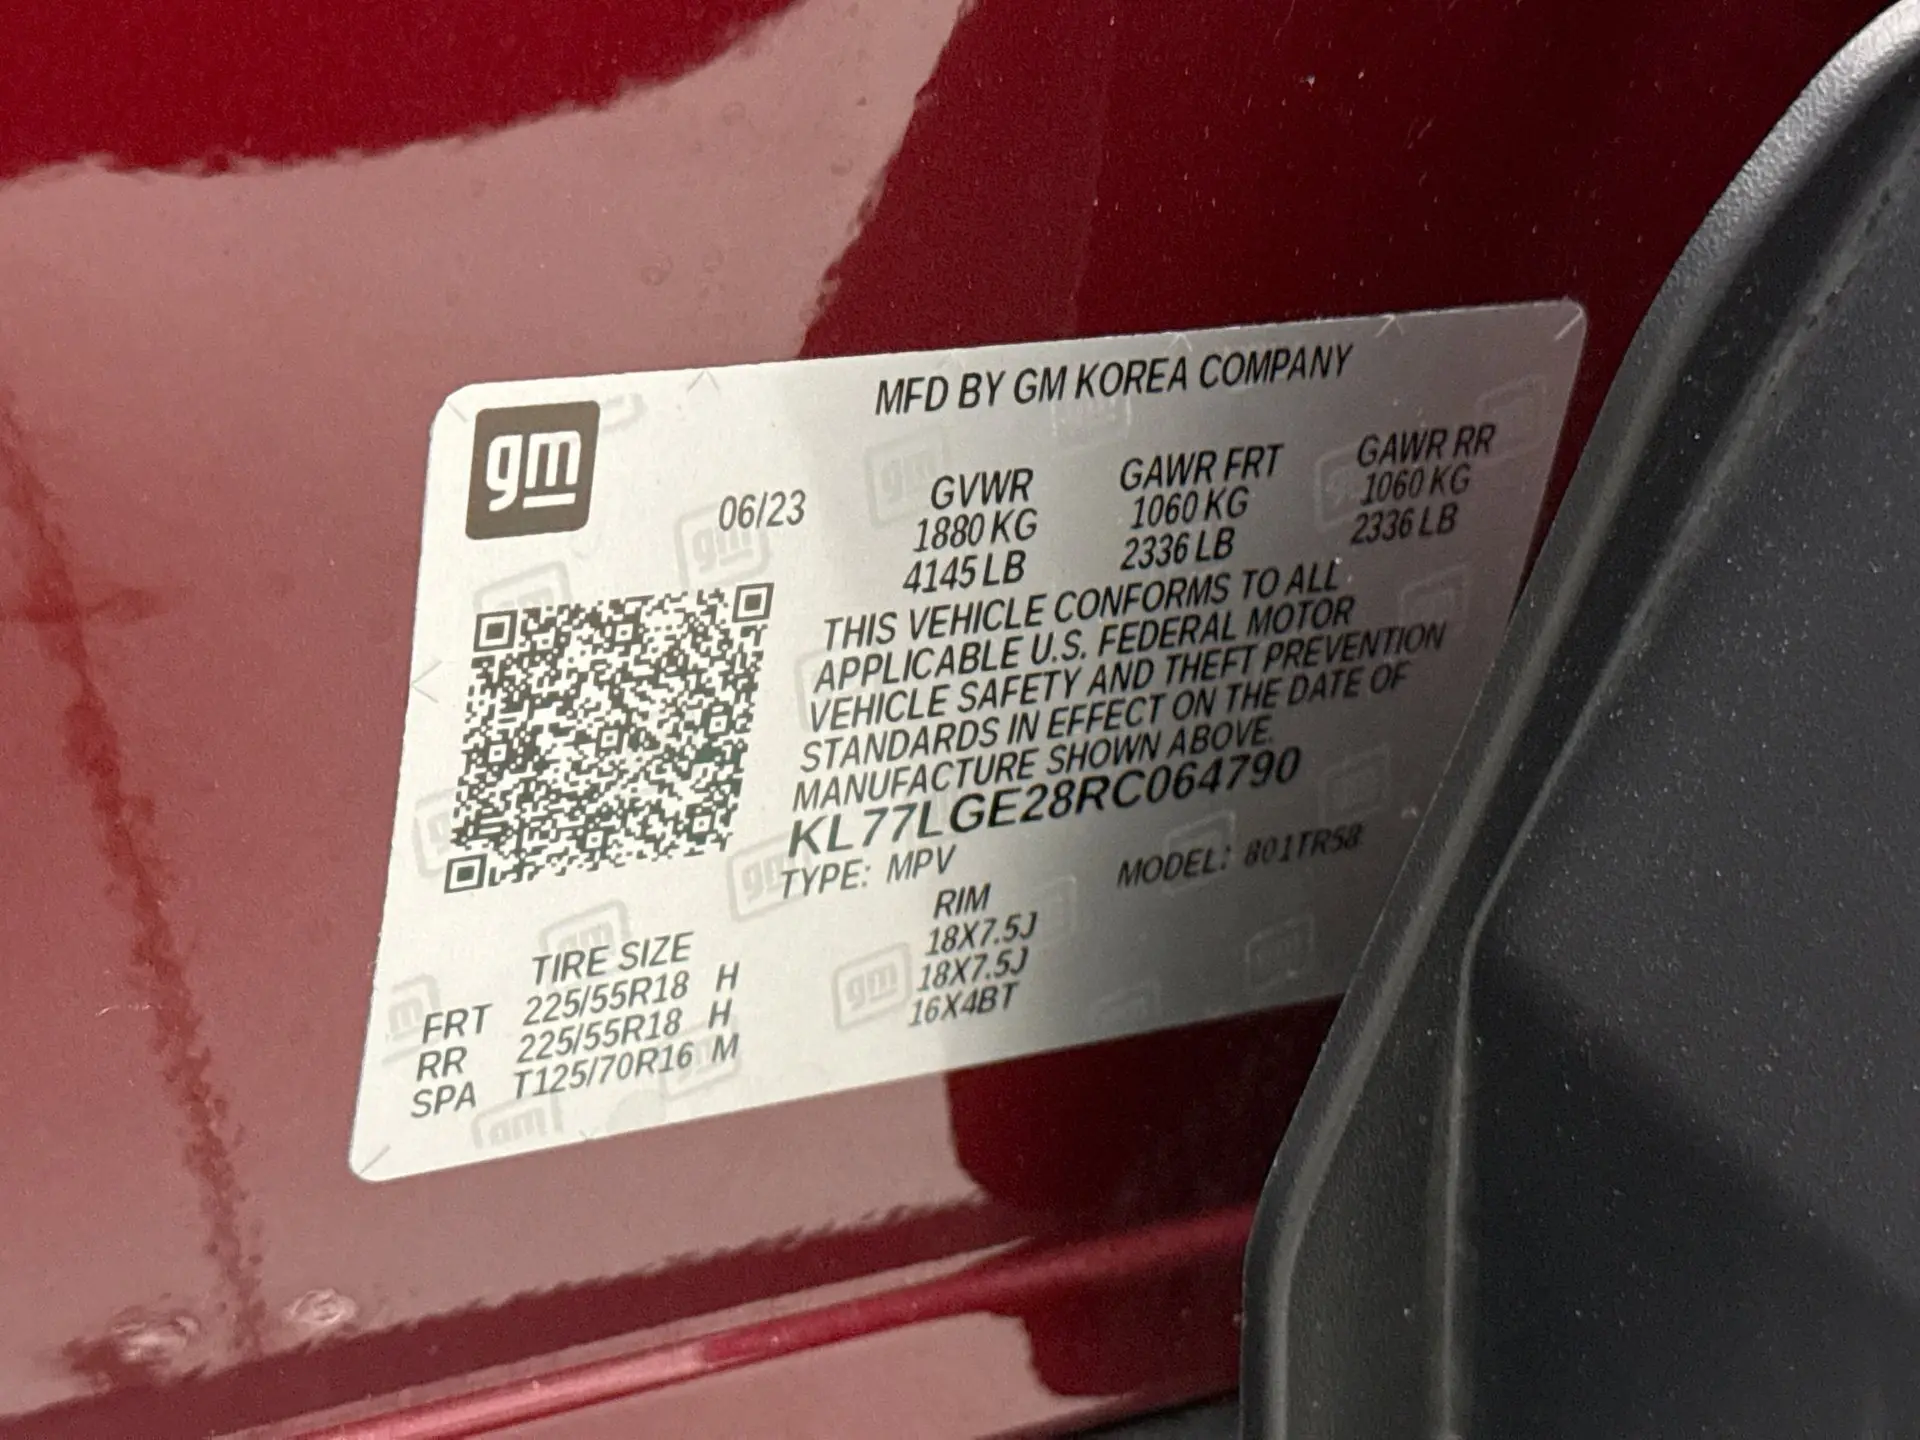 gm
MFD BY GM KOREA COMPANY
06/23
GVWR GAWR FRT GAWR RR
1880 KG 1060 KG 1060 KG
4145 LB 2336 LB 2336 LB
THIS VEHICLE CONFORMS TO ALL
APPLICABLE U.S. FEDERAL MOTOR
VEHICLE SAFETY AND THEFT PREVENTION
STANDARDS IN EFFECT ON THE DATE OF
MANUFACTURE SHOWN ABOVE.
KL77LGE28RC064790
TYPE: MPV MODEL: 801TR58
TIRE SIZE RIM
FRT 225/55R18 H 18X7.5J
RR 225/55R18 H 18X7.5J
SPA T125/70R16 M 16X4BT